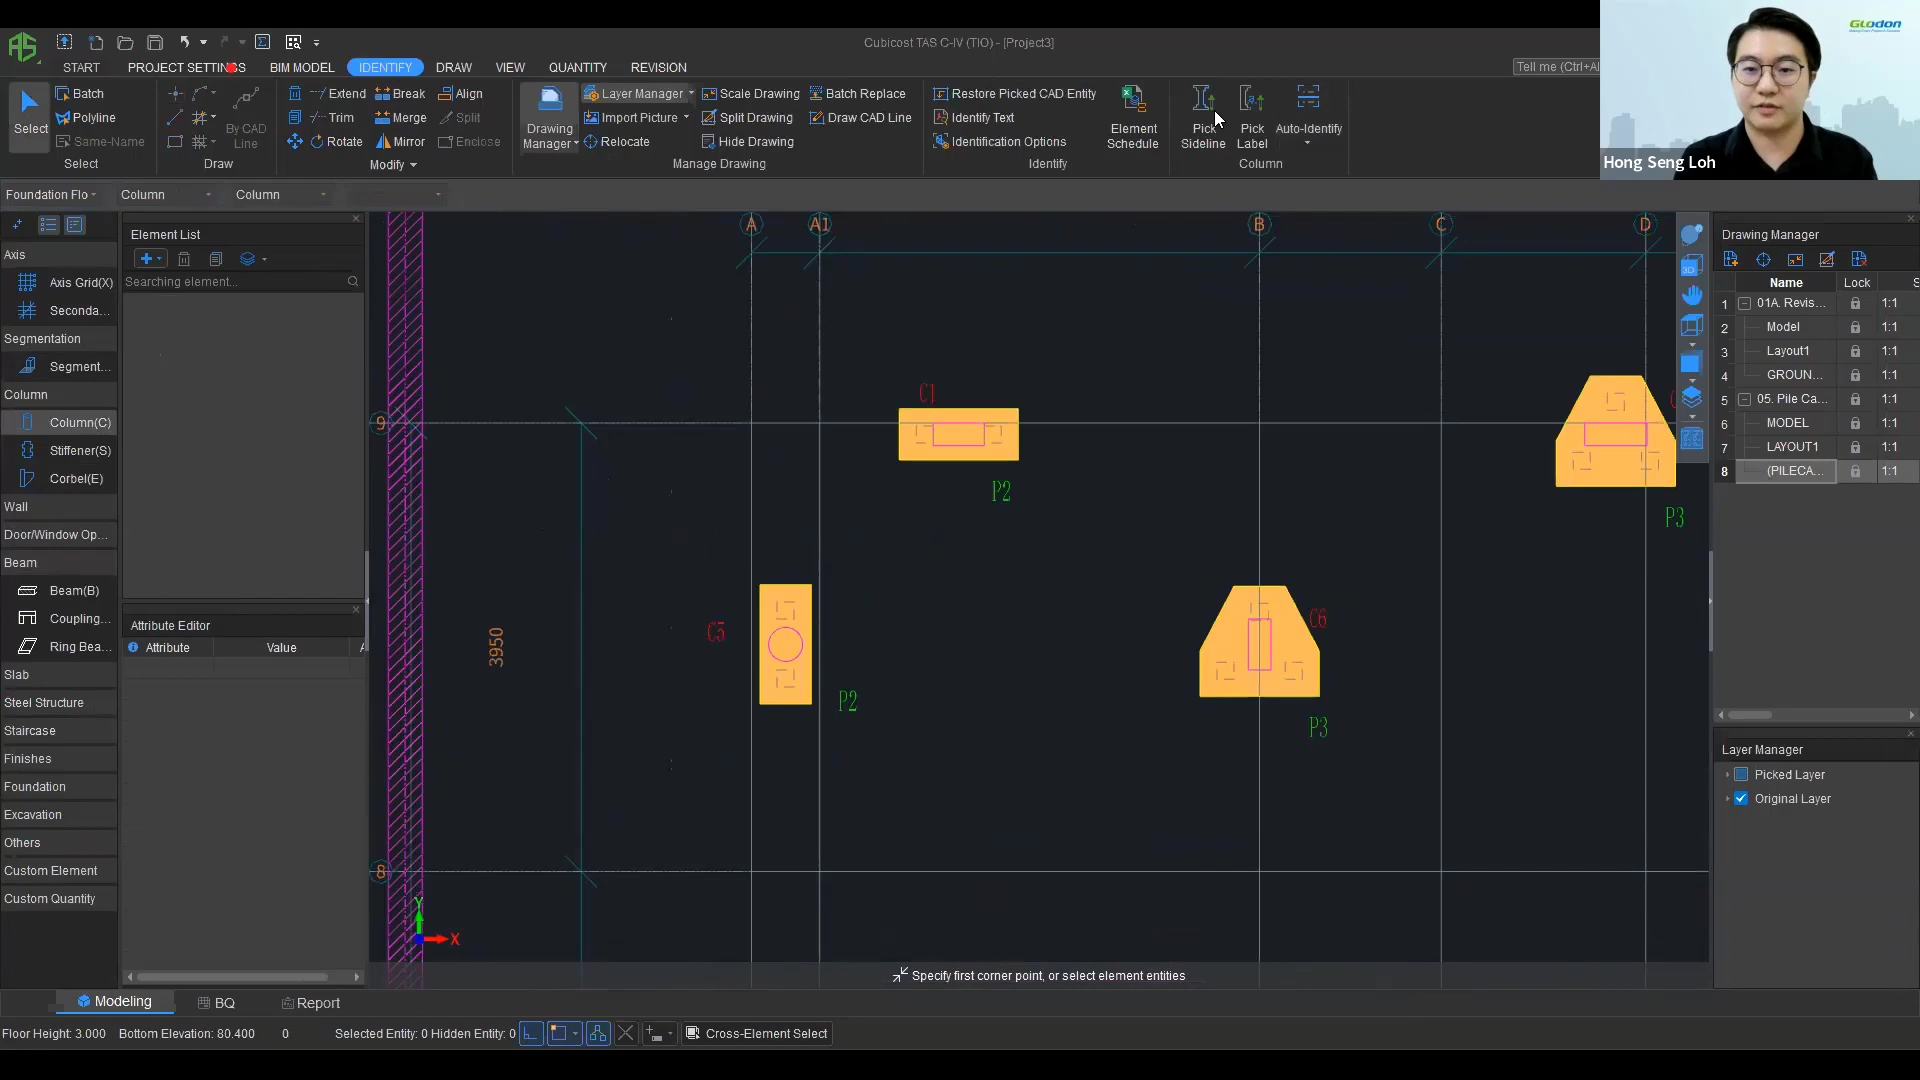 Cubicost TAS C-IV (TIO) - [Project3]
Glodon
START
PROJECT SETTINGS
BIM MODEL
IDENTIFY
DRAW
VIEW
QUANTITY
REVISION
Tell me (Ctrl+Al
Select
Batch
Polyline
Same-Name
Select
By CAD
Line
Draw
Extend
Break
Align
Trim
Merge
Split
Rotate
Mirror
Enclose
Modify
Drawing
Manager
Layer Manager
Scale Drawing
Batch Replace
Import Picture
Split Drawing
Draw CAD Line
Relocate
Hide Drawing
Manage Drawing
Restore Picked CAD Entity
Identify Text
Identification Options
Element
Schedule
Identify
Pick
Sideline
Pick
Label
Auto-Identify
Column
Hong Seng Loh
Foundation Flo
Column
Column
Axis
Axis Grid(X)
Seconda...
Segmentation
Segment...
Column
Column(C)
Stiffener(S)
Corbel(E)
Wall
Door/Window Op...
Beam
Beam(B)
Coupling...
Ring Bea...
Slab
Steel Structure
Staircase
Finishes
Foundation
Excavation
Others
Custom Element
Custom Quantity
Element List
Searching element...
Attribute Editor
Attribute
Value
A
A
A1
B
C
D
9
8
3950
C1
P2
P3
C5
P2
C6
P3
Y
X
3D
Specify first corner point, or select element entities
Drawing Manager
Name
Lock
S
1
01A. Revis...
1:1
2
Model
1:1
3
Layout1
1:1
4
GROUN...
1:1
5
05. Pile Ca...
1:1
6
MODEL
1:1
7
LAYOUT1
1:1
8
(PILECA...
1:1
Layer Manager
Picked Layer
Original Layer
Modeling
BQ
Report
Floor Height: 3.000
Bottom Elevation: 80.400
0
Selected Entity: 0 Hidden Entity: 0
Cross-Element Select